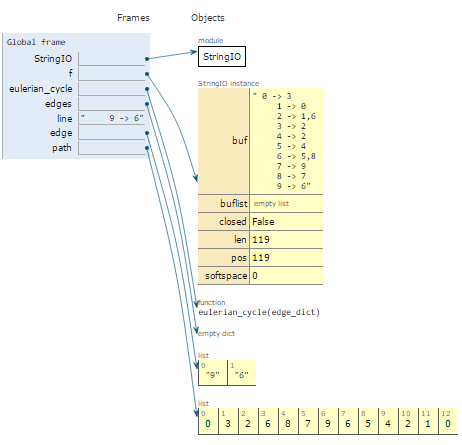 Frames Objects
Global frame
StringIO
f
eulerian_cycle
edges
line "     9 -> 6"
edge
path
module
StringIO
StringIO instance
buf
" 0 -> 3
     1 -> 0
     2 -> 1,6
     3 -> 2
     4 -> 2
     5 -> 4
     6 -> 5,8
     7 -> 9
     8 -> 7
     9 -> 6"
buflist empty list
closed False
len 119
pos 119
softspace 0
function
eulerian_cycle(edge_dict)
empty dict
list
0 1
"9" "6"
list
0 1 2 3 4 5 6 7 8 9 10 11 12
0 3 2 6 8 7 9 6 5 4 2 1 0